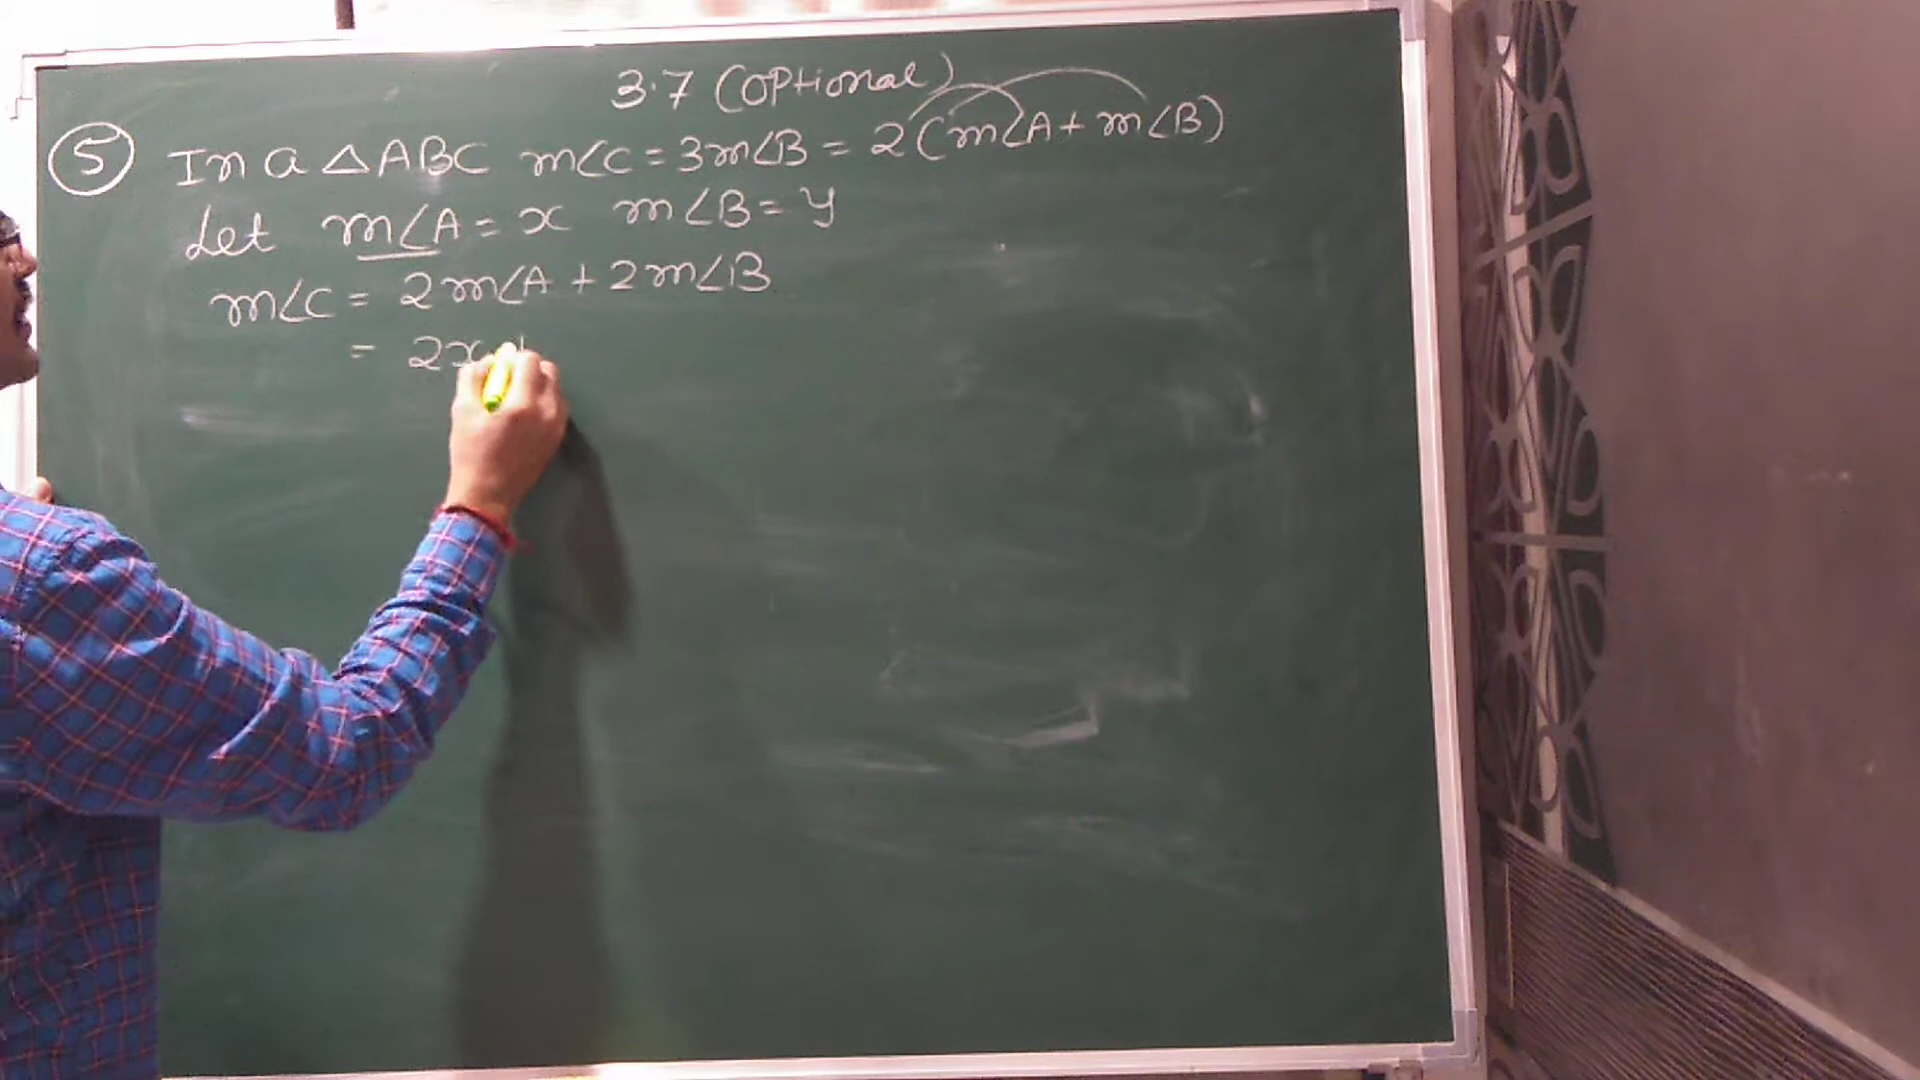 3.7 (Optional)
5 In a △ABC m∠C = 3m∠B = 2(m∠A + m∠B)
Let m∠A = x m∠B = y
m∠C = 2m∠A + 2m∠B
= 2x +